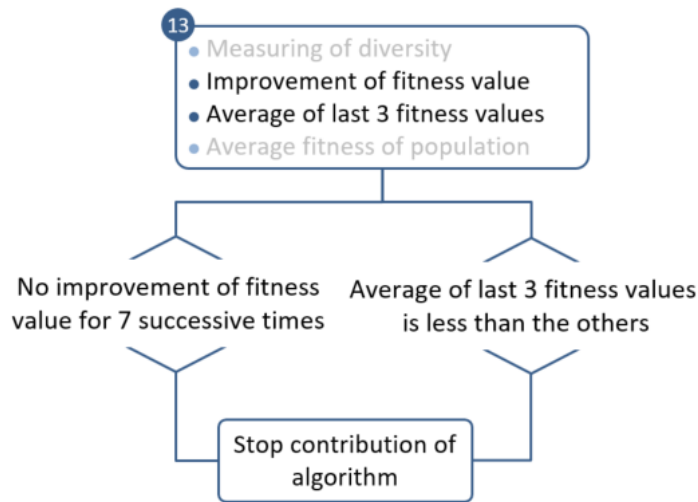 13
• Measuring of diversity
• Improvement of fitness value
• Average of last 3 fitness values
• Average fitness of population
No improvement of fitness
value for 7 successive times
Average of last 3 fitness values
is less than the others
Stop contribution of
algorithm